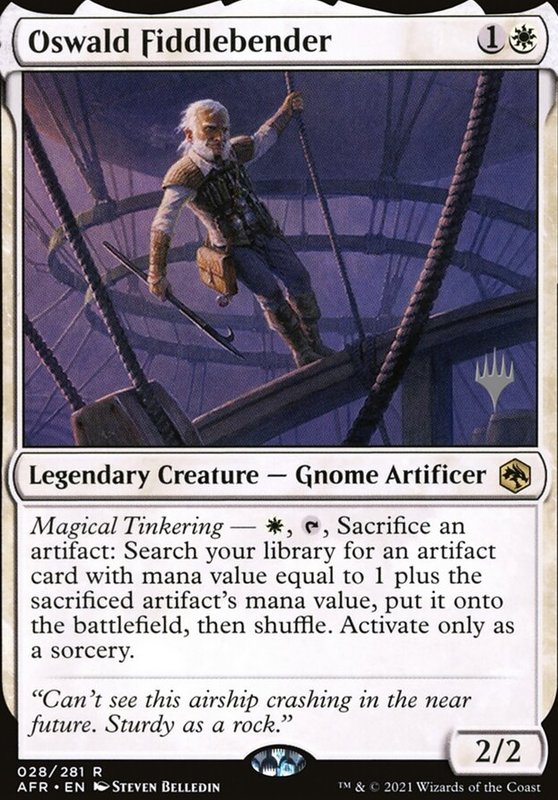 Oswald Fiddlebender 1
Legendary Creature — Gnome Artificer
Magical Tinkering — , , Sacrifice an
artifact: Search your library for an artifact
card with mana value equal to 1 plus the
sacrificed artifact's mana value, put it onto
the battlefield, then shuffle. Activate only as
a sorcery.
"Can't see this airship crashing in the near
future. Sturdy as a rock."
2/2
028/281 R
AFR • EN Steven Belledin
™ & © 2021 Wizards of the Coast